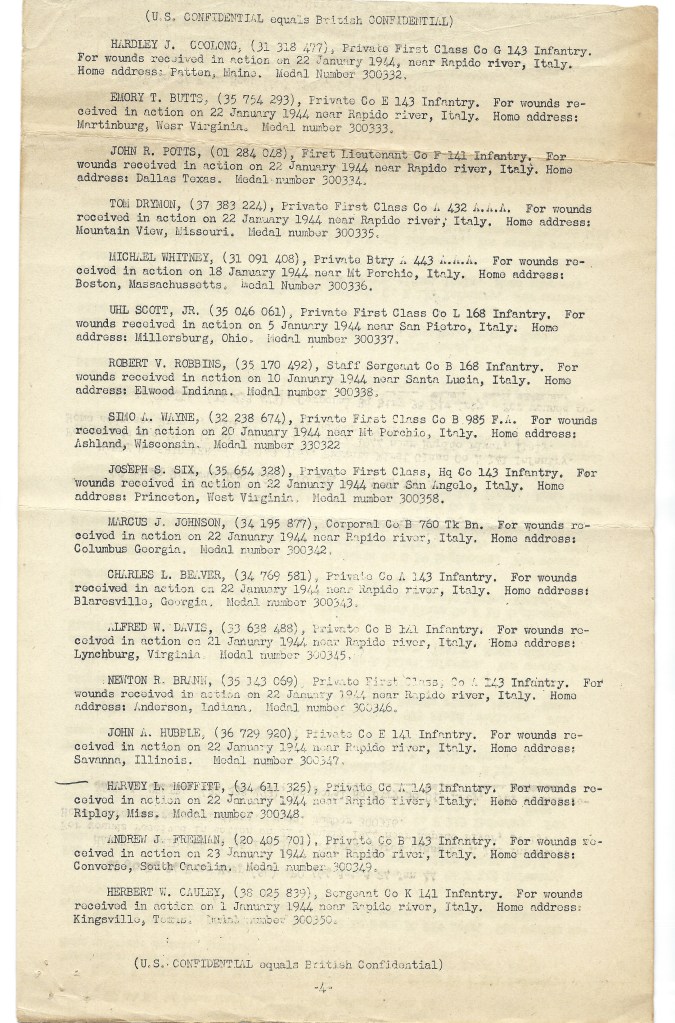 (U.S. CONFIDENTIAL equals British CONFIDENTIAL)
HARDLEY J. COOLONG, (31 318 477), Private First Class Co G 143 Infantry.
For wounds received in action on 22 January 1944, near Rapido river, Italy.
Home address: Patten, Maine. Medal Number 300332.
EMORY T. BUTTS, (35 754 293), Private Co E 143 Infantry. For wounds re-
ceived in action on 22 January 1944 near Rapido river, Italy. Home address:
Martinburg, West Virginia. Medal number 300333.
JOHN R. POTTS, (01 284 048), First Lieutenant Co F 141 Infantry. For
wounds received in action on 22 January 1944 near Rapido river, Italy. Home
address: Dallas Texas. Medal number 300334.
TOM DRYMON, (37 383 224), Private First Class Co A 432 A.A.A. For wounds
received in action on 22 January 1944 near Rapido river, Italy. Home address:
Mountain View, Missouri. Medal number 300335.
MICHAEL WHITNEY, (31 091 408), Private Btry A 443 A.A.A. For wounds re-
ceived in action on 18 January 1944 near Mt Porchio, Italy. Home address:
Boston, Massachussetts. Medal Number 300336.
UHL SCOTT, JR. (35 046 061), Private First Class Co L 168 Infantry. For
wounds received in action on 5 January 1944 near San Pietro, Italy. Home
address: Millersburg, Ohio. Medal number 300337.
ROBERT V. ROBBINS, (35 170 492), Staff Sergeant Co B 168 Infantry. For
wounds received in action on 10 January 1944 near Santa Lucia, Italy. Home
address: Elwood Indiana. Medal number 300338.
SIMO A. WAYNE, (32 238 674), Private First Class Co B 985 F.A. For wounds
received in action on 20 January 1944 near Mt Porchio, Italy. Home address:
Ashland, Wisconsin. Medal number 330322
JOSEPH S. SIX, (35 654 328), Private First Class, Hq Co 143 Infantry. For
wounds received in action on 22 January 1944 near San Angelo, Italy. Home
address: Princeton, West Virginia. Medal number 300358.
MARCUS J. JOHNSON, (34 195 877), Corporal Co B 760 Tk Bn. For wounds re-
ceived in action on 22 January 1944 near Rapido river, Italy. Home address:
Columbus Georgia. Medal number 300342.
CHARLES L. BEAVER, (34 769 581), Private Co A 143 Infantry. For wounds
received in action on 22 January 1944 near Rapido river, Italy. Home address:
Blaresville, Georgia. Medal number 300343.
ALFRED W. DAVIS, (33 638 488), Private Co B 141 Infantry. For wounds re-
ceived in action on 21 January 1944 near Rapido river, Italy. Home address:
Lynchburg, Virginia. Medal number 300345.
NEWTON R. BRANN, (35 143 069), Private First Class, Co A 143 Infantry. For
wounds received in action on 22 January 1944 near Rapido river, Italy. Home
address: Anderson, Indiana. Medal number 300346.
JOHN A. HUBBLE, (36 729 920), Private Co E 141 Infantry. For wounds re-
ceived in action on 22 January 1944 near Rapido river, Italy. Home address:
Savanna, Illinois. Medal number 300347.
HARVEY L. MOFFITT, (34 611 325), Private Co A 143 Infantry. For wounds re-
ceived in action on 22 January 1944 near Rapido river, Italy. Home address:
Ripley, Miss. Medal number 300348.
ANDREW J. FREEMAN, (20 405 701), Private Co B 143 Infantry. For wounds re-
ceived in action on 23 January 1944 near Rapido river, Italy. Home address:
Converse, South Carolin. Medal number 300349.
HERBERT W. CAULEY, (38 025 839), Sergeant Co K 141 Infantry. For wounds
received in action on 1 January 1944 near Rapido river, Italy. Home address:
Kingsville, Texas. number 300350.
(U.S. CONFIDENTIAL equals British Confidential)
-4-